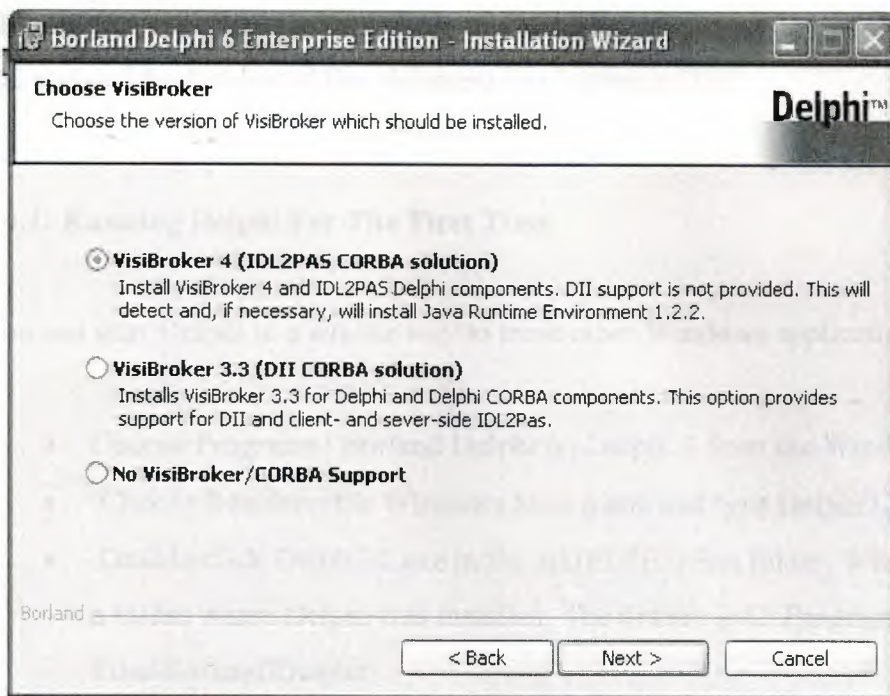 Borland Delphi 6 Enterprise Edition - Installation Wizard
Choose VisiBroker
Choose the version of VisiBroker which should be installed.
Delphi™
VisiBroker 4 (IDL2PAS CORBA solution)
Install VisiBroker 4 and IDL2PAS Delphi components. DII support is not provided. This will
detect and, if necessary, will install Java Runtime Environment 1.2.2.
VisiBroker 3.3 (DII CORBA solution)
Installs VisiBroker 3.3 for Delphi and Delphi CORBA components. This option provides
support for DII and client- and sever-side IDL2Pas.
No VisiBroker/CORBA Support
Borland
< Back
Next >
Cancel